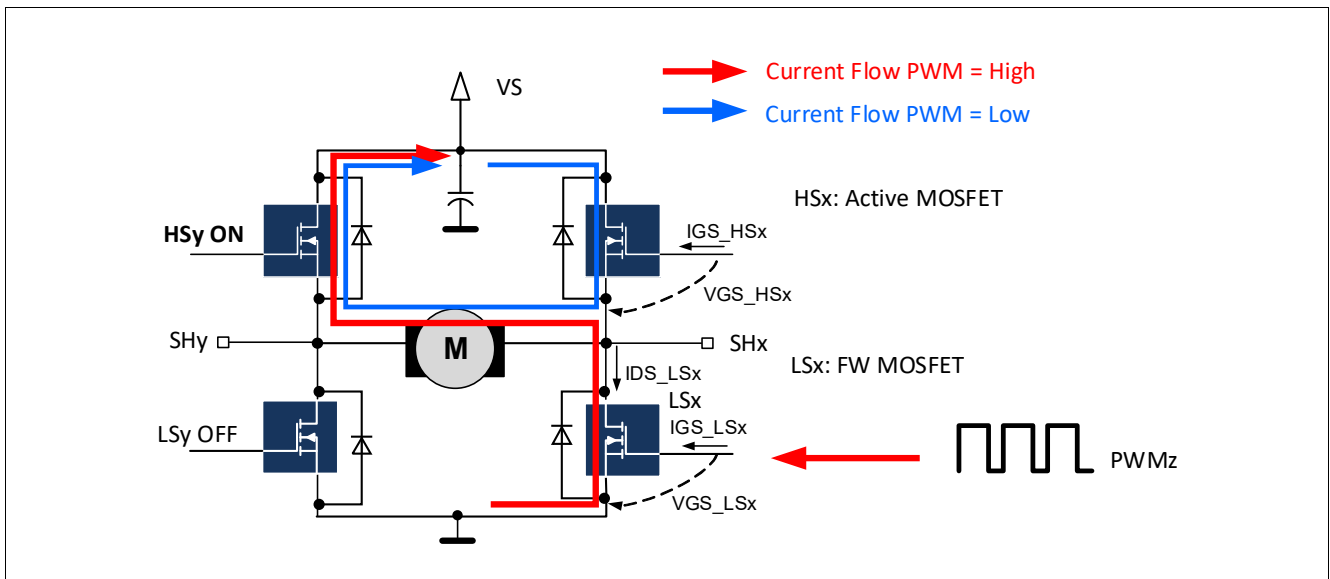 VS
Current Flow PWM = High
Current Flow PWM = Low
HSx: Active MOSFET
HSy ON
IGS_HSx
VGS_HSx
SHy
M
SHx
LSx: FW MOSFET
IDS_LSx
LSx
LSy OFF
IGS_LSx
PWMz
VGS_LSx